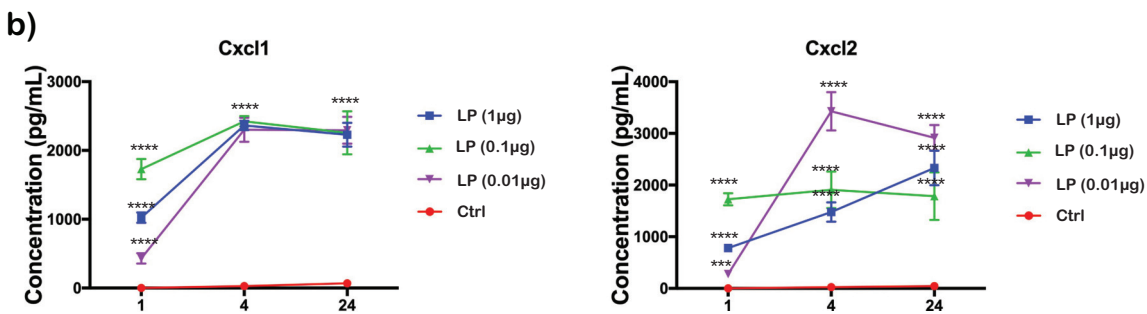 b)
Cxcl1
Concentration (pg/mL)
3000
2000
1000
0
1
4
24
****
****
****
****
****
LP (1µg)
LP (0.1µg)
LP (0.01µg)
Ctrl
Cxcl2
Concentration (pg/mL)
4000
3000
2000
1000
0
1
4
24
****
****
***
****
****
****
****
****
****
LP (1µg)
LP (0.1µg)
LP (0.01µg)
Ctrl